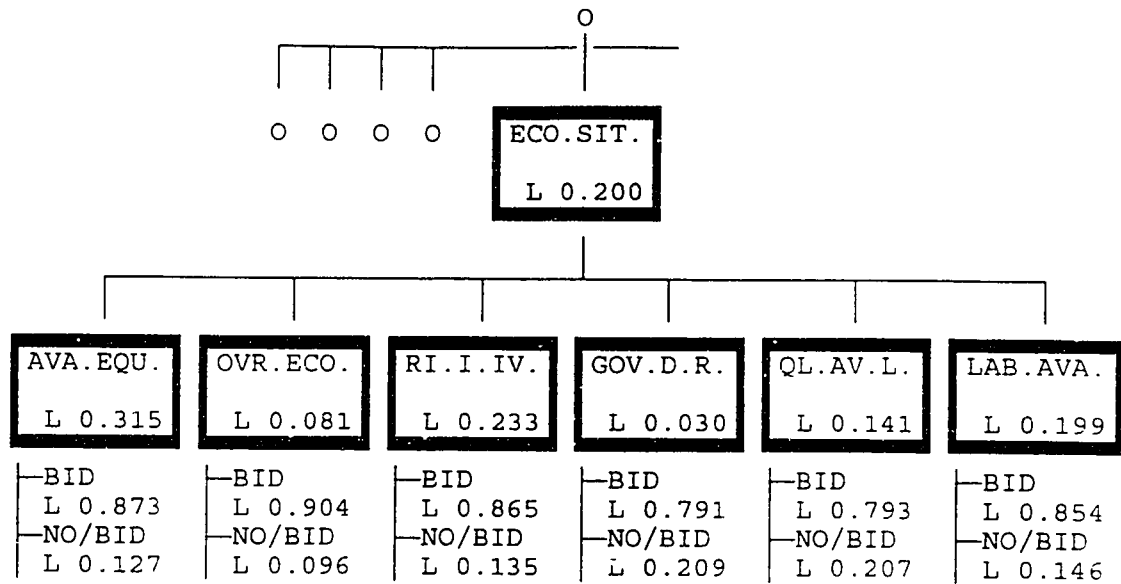 O
O O O O
ECO.SIT.
L 0.200
AVA.EQU. OVR.ECO. RI.I.IV. GOV.D.R. QL.AV.L. LAB.AVA.
L 0.315 L 0.081 L 0.233 L 0.030 L 0.141 L 0.199
BID BID BID BID BID BID
L 0.873 L 0.904 L 0.865 L 0.791 L 0.793 L 0.854
NO/BID NO/BID NO/BID NO/BID NO/BID NO/BID
L 0.127 L 0.096 L 0.135 L 0.209 L 0.207 L 0.146